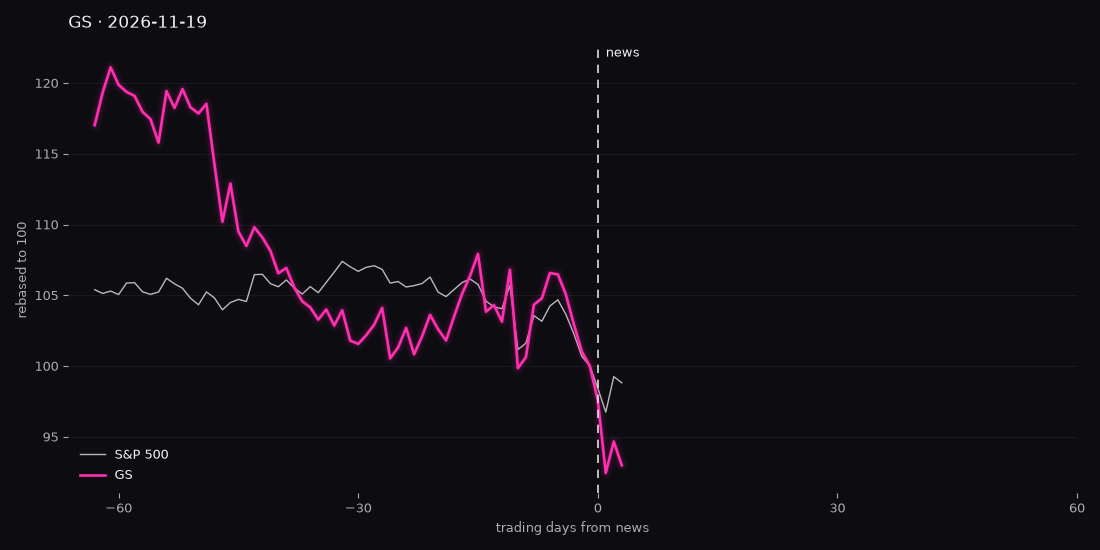 GS · 2026-11-19
news
rebased to 100
120
115
110
105
100
95
S&P 500
GS
−60
−30
0
30
60
trading days from news